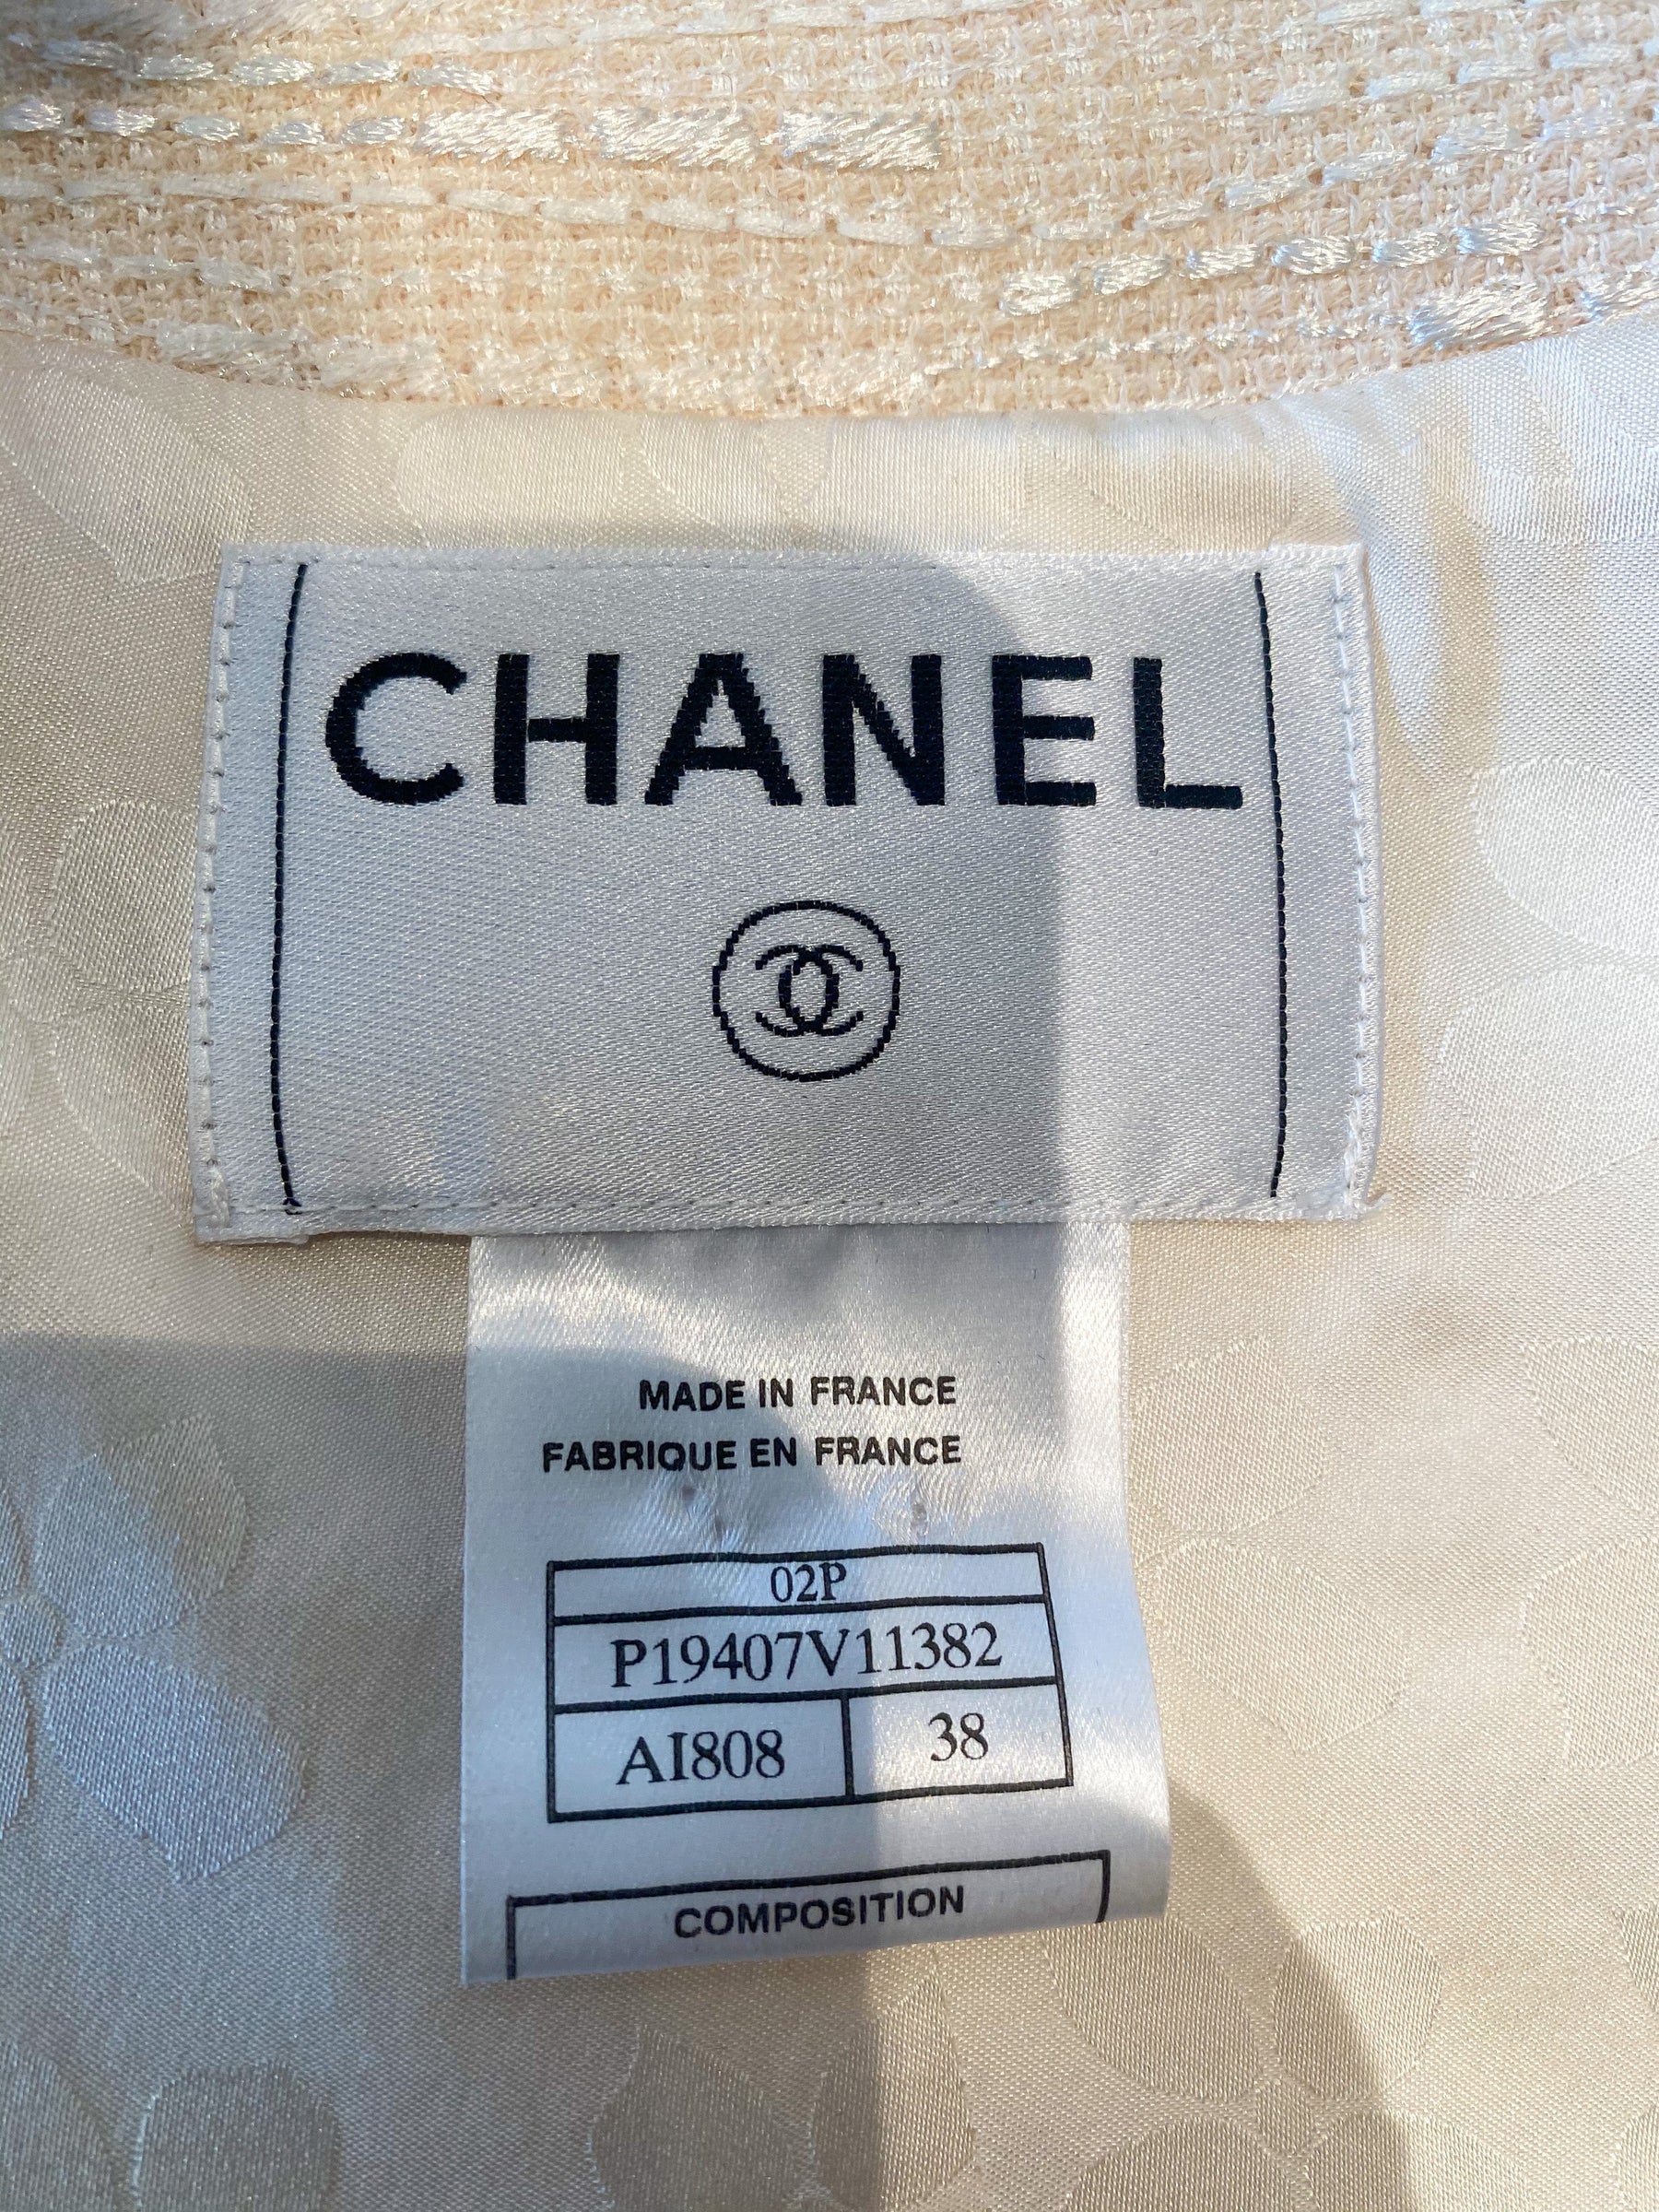 CHANEL
MADE IN FRANCE
FABRIQUE EN FRANCE
02P
P19407V11382
AI808 38
COMPOSITION